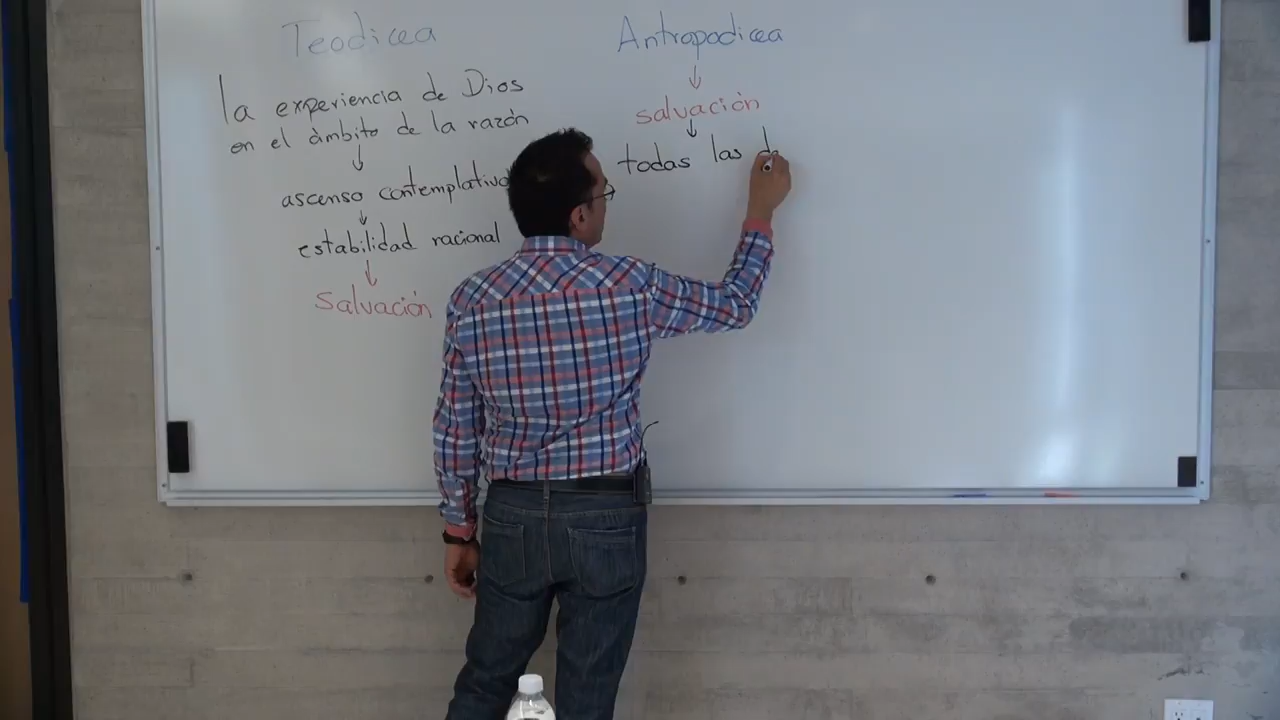 Teodicea
la experiencia de Dios
en el ámbito de la razón
ascenso contemplativo
estabilidad racional
Salvación
Antropodicea
salvación
todas las